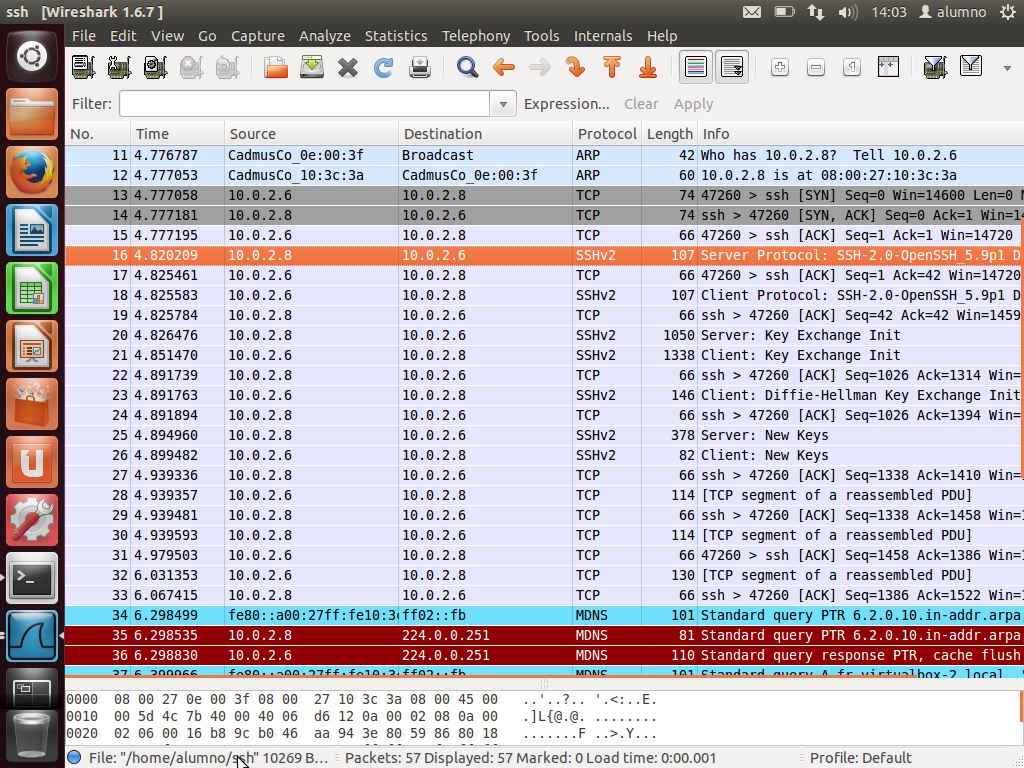 ssh [Wireshark 1.6.7 ] 14:03 alumno
File Edit View Go Capture Analyze Statistics Telephony Tools Internals Help
Filter: Expression... Clear Apply
No. Time Source Destination Protocol Length Info
11 4.776787 CadmusCo_0e:00:3f Broadcast ARP 42 Who has 10.0.2.8? Tell 10.0.2.6
12 4.777053 CadmusCo_10:3c:3a CadmusCo_0e:00:3f ARP 60 10.0.2.8 is at 08:00:27:10:3c:3a
13 4.777058 10.0.2.6 10.0.2.8 TCP 74 47260 > ssh [SYN] Seq=0 Win=14600 Len=0
14 4.777181 10.0.2.8 10.0.2.6 TCP 74 ssh > 47260 [SYN, ACK] Seq=0 Ack=1 Win=14
15 4.777195 10.0.2.6 10.0.2.8 TCP 66 47260 > ssh [ACK] Seq=1 Ack=1 Win=14720
16 4.820209 10.0.2.8 10.0.2.6 SSHv2 107 Server Protocol: SSH-2.0-OpenSSH_5.9p1 D
17 4.825461 10.0.2.6 10.0.2.8 TCP 66 47260 > ssh [ACK] Seq=1 Ack=42 Win=14720
18 4.825583 10.0.2.6 10.0.2.8 SSHv2 107 Client Protocol: SSH-2.0-OpenSSH_5.9p1 D
19 4.825784 10.0.2.8 10.0.2.6 TCP 66 ssh > 47260 [ACK] Seq=42 Ack=42 Win=1459
20 4.826476 10.0.2.8 10.0.2.6 SSHv2 1050 Server: Key Exchange Init
21 4.851470 10.0.2.6 10.0.2.8 SSHv2 1338 Client: Key Exchange Init
22 4.891739 10.0.2.8 10.0.2.6 TCP 66 ssh > 47260 [ACK] Seq=1026 Ack=1314 Win=
23 4.891763 10.0.2.6 10.0.2.8 SSHv2 146 Client: Diffie-Hellman Key Exchange Init
24 4.891894 10.0.2.8 10.0.2.6 TCP 66 ssh > 47260 [ACK] Seq=1026 Ack=1394 Win=
25 4.894960 10.0.2.8 10.0.2.6 SSHv2 378 Server: New Keys
26 4.899482 10.0.2.6 10.0.2.8 SSHv2 82 Client: New Keys
27 4.939336 10.0.2.8 10.0.2.6 TCP 66 ssh > 47260 [ACK] Seq=1338 Ack=1410 Win=
28 4.939357 10.0.2.6 10.0.2.8 TCP 114 [TCP segment of a reassembled PDU]
29 4.939481 10.0.2.8 10.0.2.6 TCP 66 ssh > 47260 [ACK] Seq=1338 Ack=1458 Win=
30 4.939593 10.0.2.8 10.0.2.6 TCP 114 [TCP segment of a reassembled PDU]
31 4.979503 10.0.2.6 10.0.2.8 TCP 66 47260 > ssh [ACK] Seq=1458 Ack=1386 Win=
32 6.031353 10.0.2.6 10.0.2.8 TCP 130 [TCP segment of a reassembled PDU]
33 6.067415 10.0.2.8 10.0.2.6 TCP 66 ssh > 47260 [ACK] Seq=1386 Ack=1522 Win=
34 6.298499 fe80::a00:27ff:fe10:3c ff02::fb MDNS 101 Standard query PTR 6.2.0.10.in-addr.arpa
35 6.298535 10.0.2.8 224.0.0.251 MDNS 81 Standard query PTR 6.2.0.10.in-addr.arpa
36 6.298830 10.0.2.6 224.0.0.251 MDNS 110 Standard query response PTR, cache flush
37 6.399966 fe80::a00:27ff:fe10:3c ff02::fb MDNS 101 Standard query A fr-virtualbox-2.local,
0000 08 00 27 0e 00 3f 08 00 27 10 3c 3a 08 00 45 00 ..'..?.. '.<:..E.
0010 00 5d 4c 7b 40 00 40 06 d6 12 0a 00 02 08 0a 00 .]L{@.@. ........
0020 02 06 00 16 b8 9c b0 46 aa 94 3e 80 59 86 80 18 .......F ..>.Y...
File: "/home/alumno/ssh" 10269 B... Packets: 57 Displayed: 57 Marked: 0 Load time: 0:00.001 Profile: Default